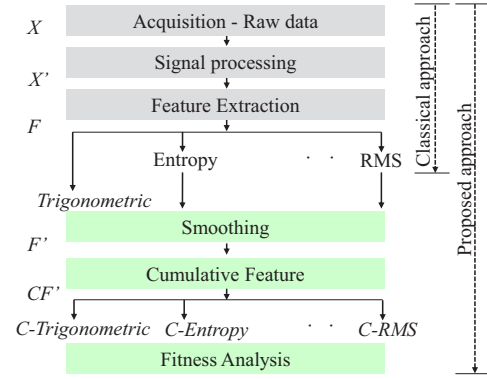 X
Acquisition - Raw data
X'
Signal processing
F
Feature Extraction
Trigonometric
Entropy
. .
RMS
Smoothing
F'
Cumulative Feature
CF'
C-Trigonometric
C-Entropy
. .
C-RMS
Fitness Analysis
Classical approach
Proposed approach